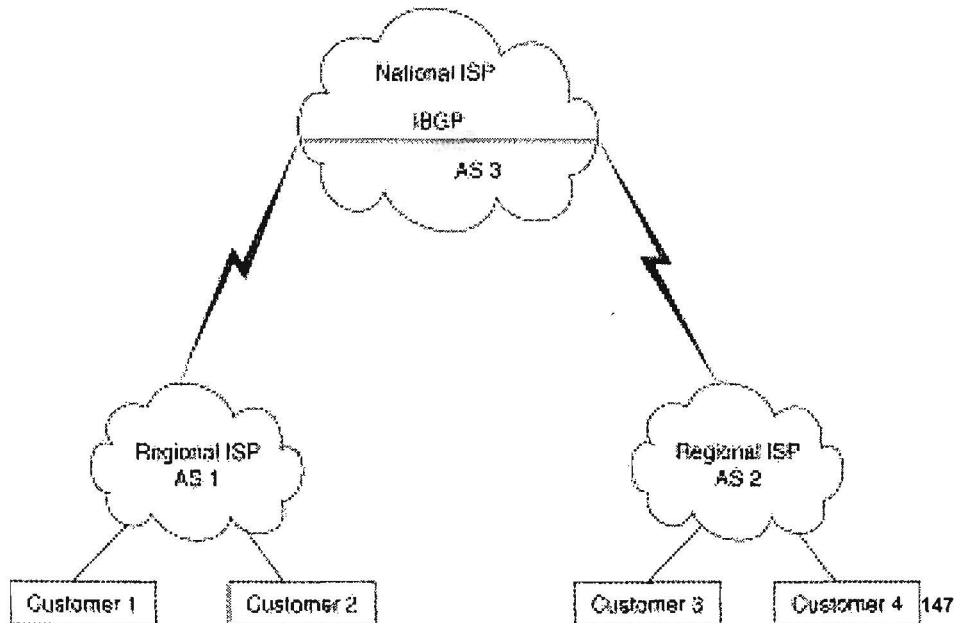 National ISP
IBGP
AS 3
Regional ISP
AS 1
Regional ISP
AS 2
Customer 1
Customer 2
Customer 3
Customer 4
147